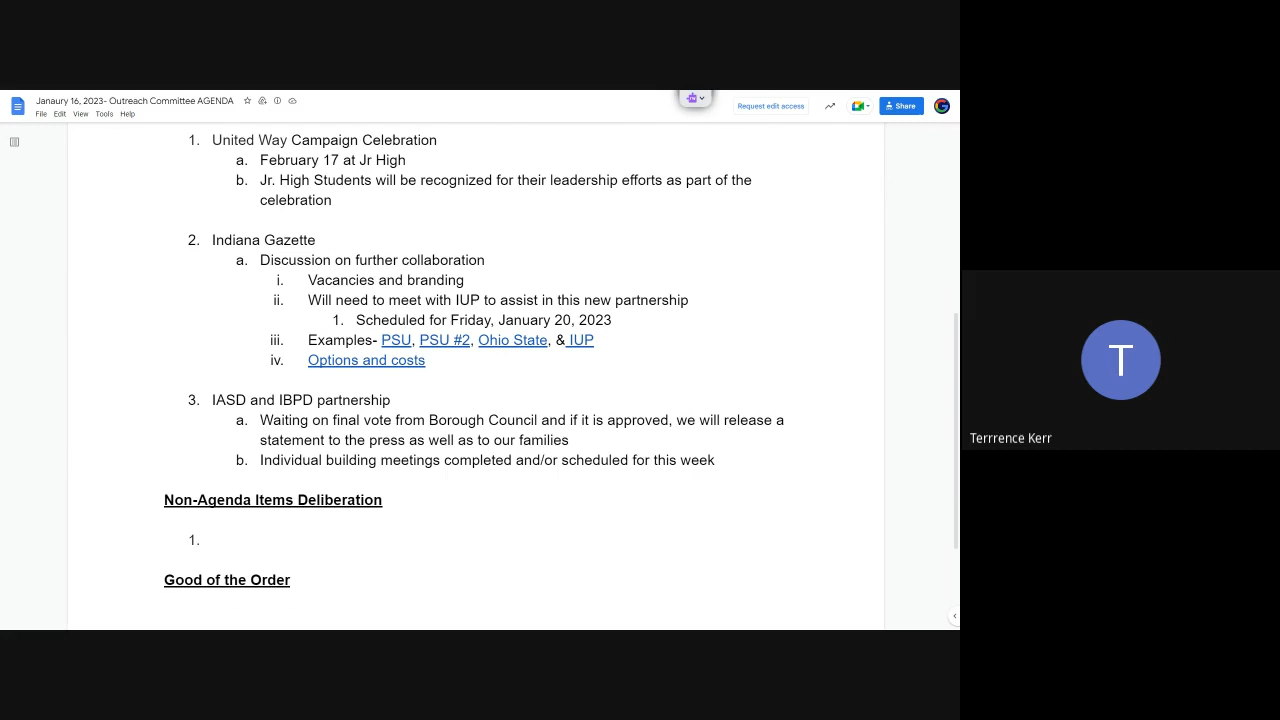 Janaury 16, 2023- Outreach Committee AGENDA
File Edit View Tools Help
Request edit access
Share
1. United Way Campaign Celebration
a. February 17 at Jr High
b. Jr. High Students will be recognized for their leadership efforts as part of the
celebration
2. Indiana Gazette
a. Discussion on further collaboration
i. Vacancies and branding
ii. Will need to meet with IUP to assist in this new partnership
1. Scheduled for Friday, January 20, 2023
iii. Examples- PSU, PSU #2, Ohio State, & IUP
iv. Options and costs
3. IASD and IBPD partnership
a. Waiting on final vote from Borough Council and if it is approved, we will release a
statement to the press as well as to our families
b. Individual building meetings completed and/or scheduled for this week
Non-Agenda Items Deliberation
1.
Good of the Order
T
Terrrence Kerr